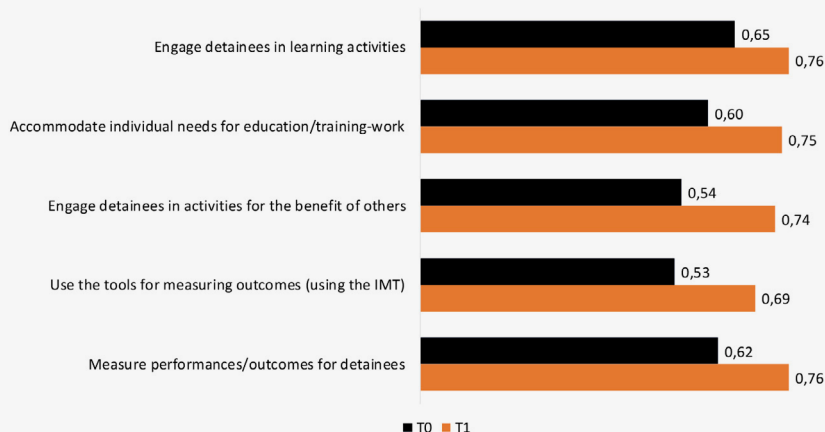 Engage detainees in learning activities
0,65
0,76
Accommodate individual needs for education/training-work
0,60
0,75
Engage detainees in activities for the benefit of others
0,54
0,74
Use the tools for measuring outcomes (using the IMT)
0,53
0,69
Measure performances/outcomes for detainees
0,62
0,76
T0 T1